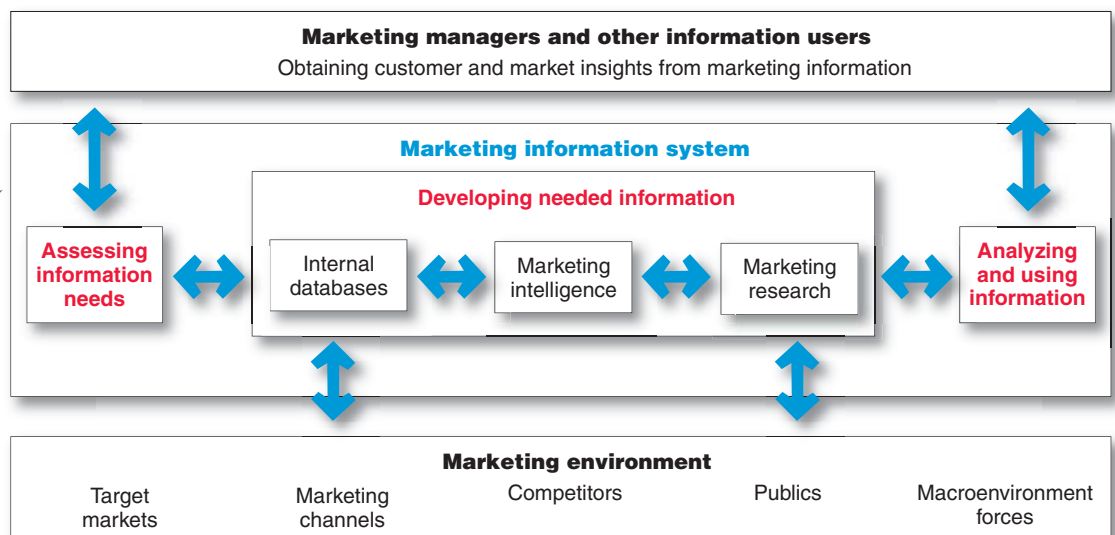 Marketing managers and other information users
Obtaining customer and market insights from marketing information
Marketing information system
Developing needed information
Assessing
information
needs
Internal
databases
Marketing
intelligence
Marketing
research
Analyzing
and using
information
Marketing environment
Target
markets
Marketing
channels
Competitors
Publics
Macroenvironment
forces